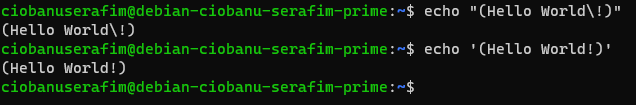 ciobanuserafim@debian-ciobanu-serafim-prime:~$ echo "(Hello World\!)"
(Hello World\!)
ciobanuserafim@debian-ciobanu-serafim-prime:~$ echo '(Hello World!)'
(Hello World!)
ciobanuserafim@debian-ciobanu-serafim-prime:~$